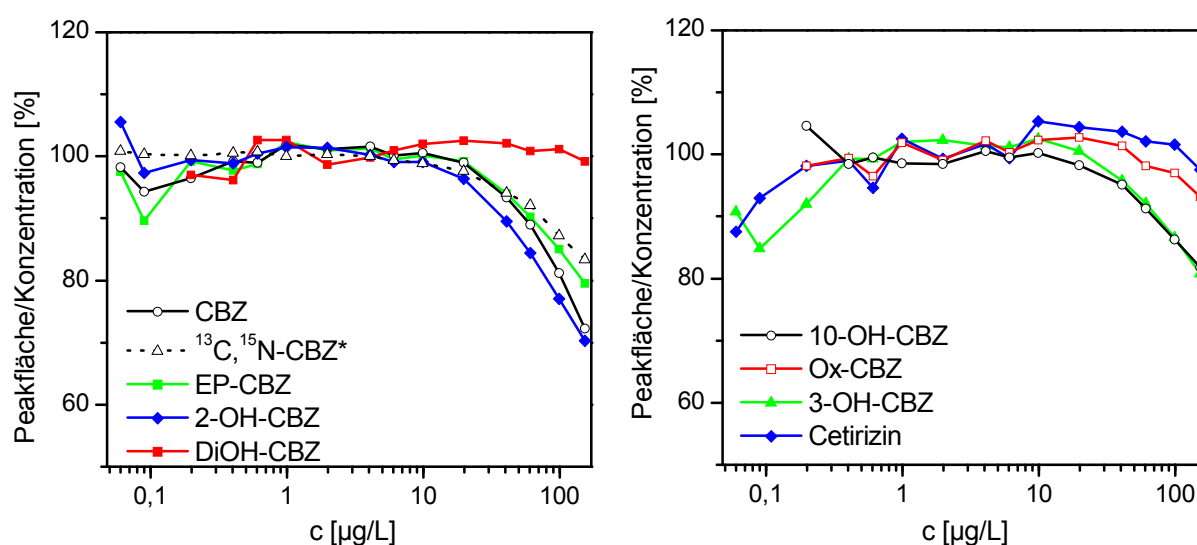 Peakfläche/Konzentration [%]
120
100
80
60
CBZ
¹³C,¹⁵N-CBZ*
EP-CBZ
2-OH-CBZ
DiOH-CBZ
0,1
1
10
100
c [µg/L]
Peakfläche/Konzentration [%]
120
100
80
60
10-OH-CBZ
Ox-CBZ
3-OH-CBZ
Cetirizin
0,1
1
10
100
c [µg/L]